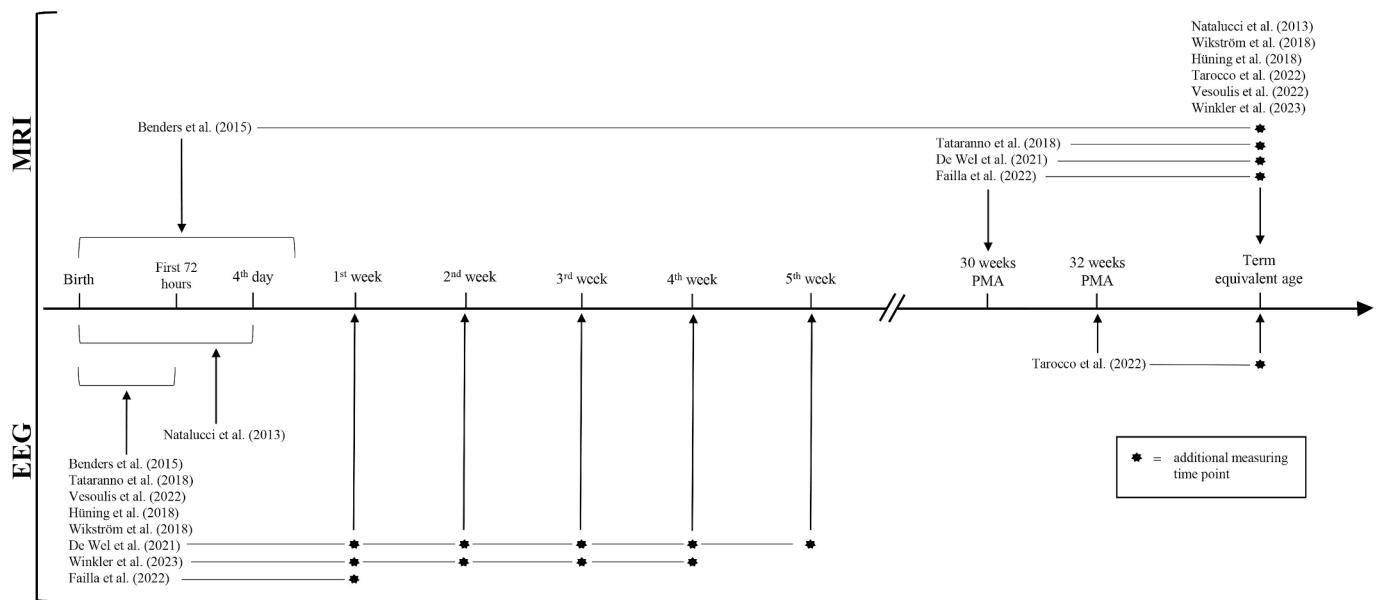 MRI
Natalucci et al. (2013)
Wikström et al. (2018)
Hüning et al. (2018)
Tarocco et al. (2022)
Vesoulis et al. (2022)
Winkler et al. (2023)
Benders et al. (2015)
Tataranno et al. (2018)
De Wel et al. (2021)
Failla et al. (2022)
Birth
First 72
hours
4th day
1st week
2nd week
3rd week
4th week
5th week
30 weeks
PMA
32 weeks
PMA
Term
equivalent age
EEG
Tarocco et al. (2022)
Natalucci et al. (2013)
Benders et al. (2015)
Tataranno et al. (2018)
Vesoulis et al. (2022)
Hüning et al. (2018)
Wikström et al. (2018)
De Wel et al. (2021)
Winkler et al. (2023)
Failla et al. (2022)
= additional measuring
time point